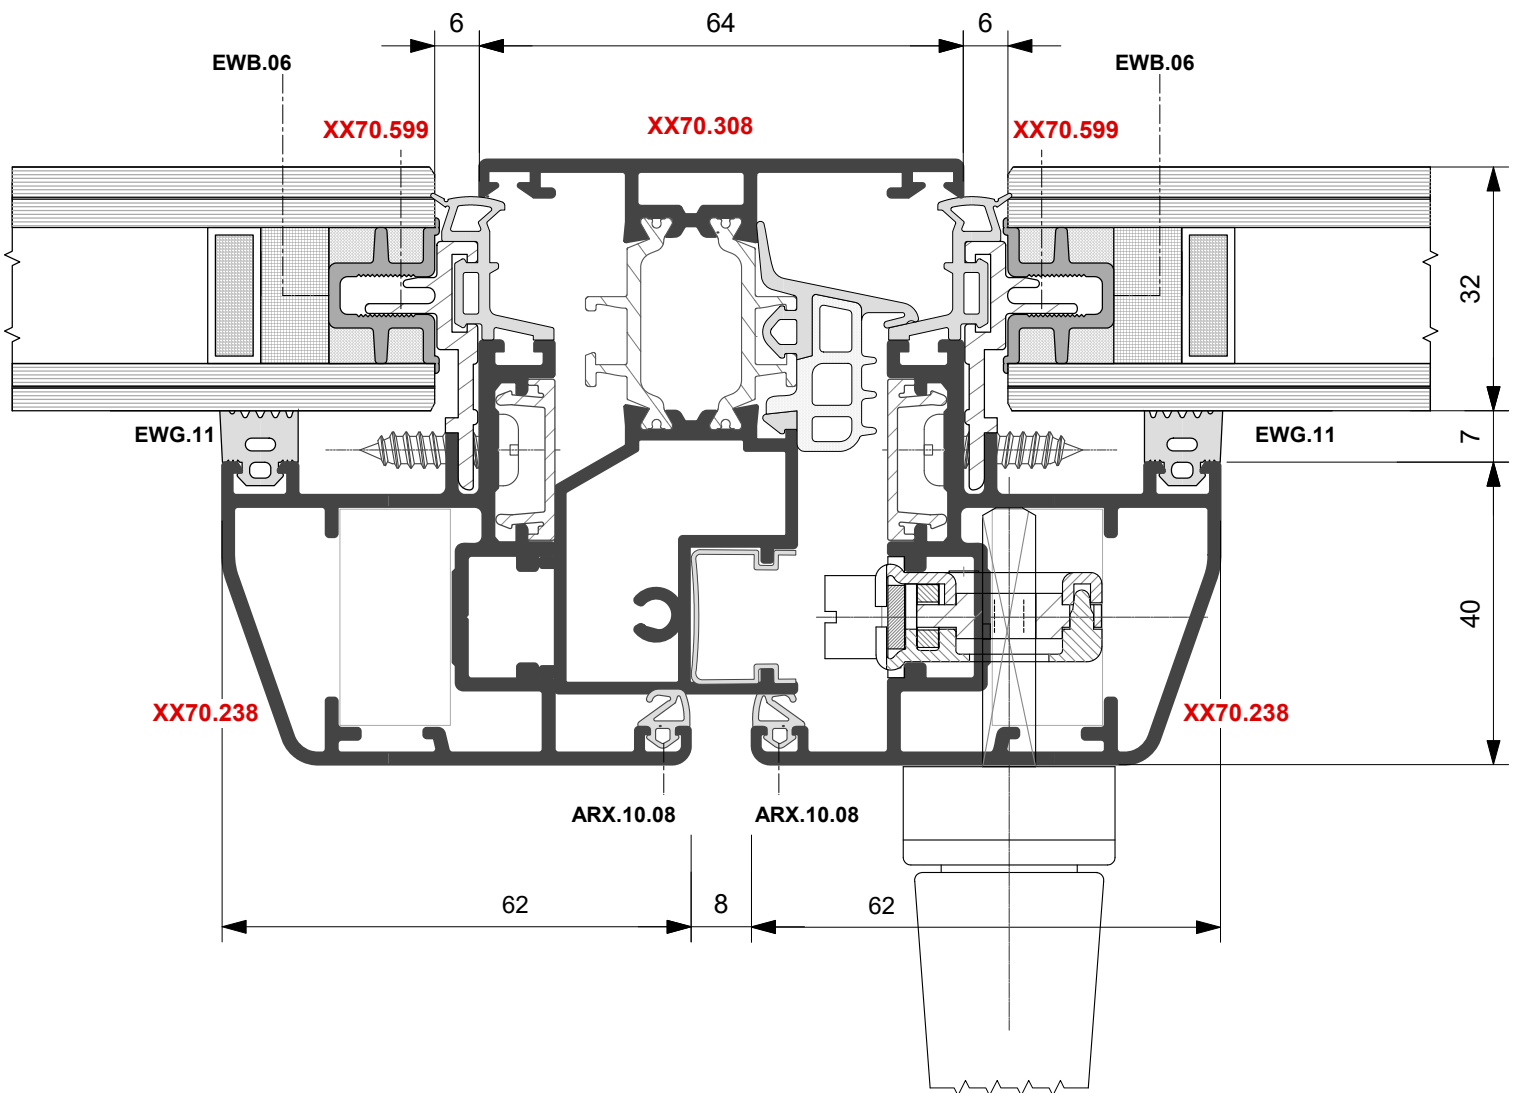 6
64
6
EWB.06
EWB.06
XX70.599
XX70.308
XX70.599
32
EWG.11
EWG.11
7
40
XX70.238
XX70.238
ARX.10.08
ARX.10.08
62
8
62